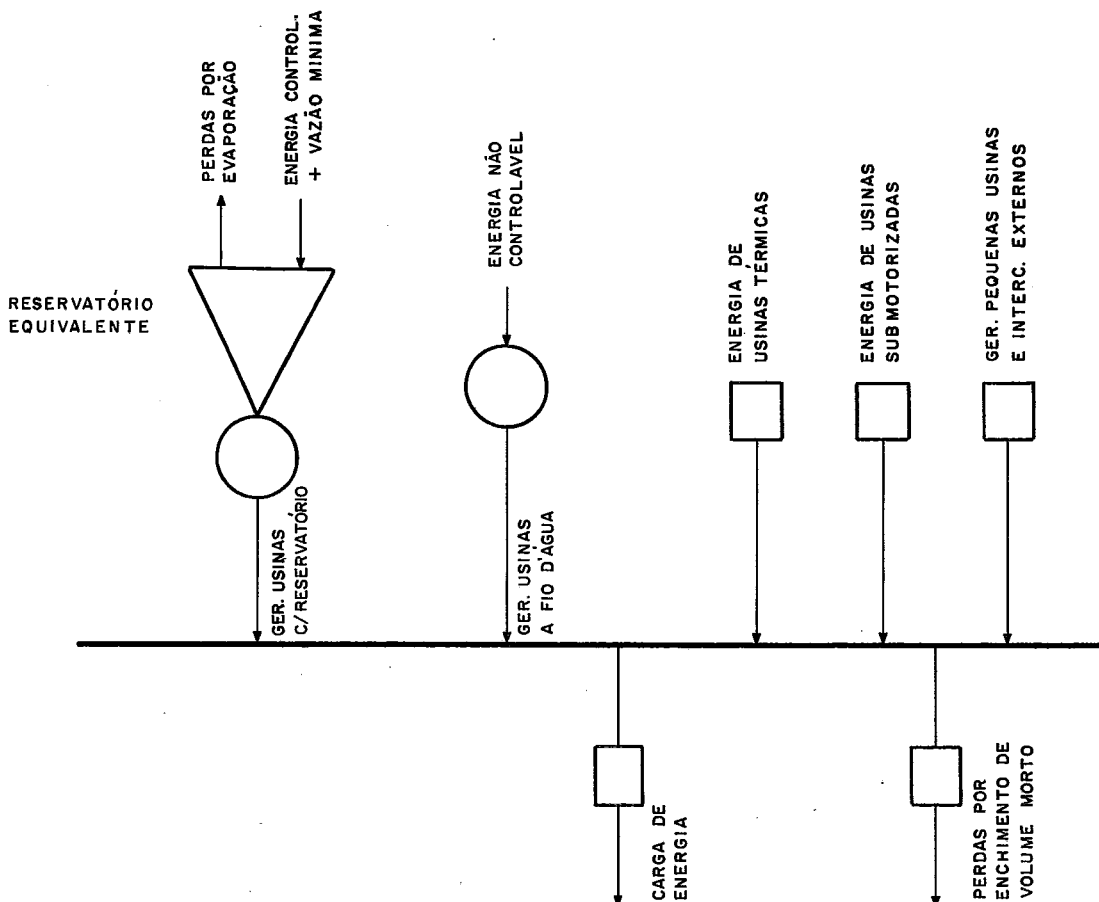 RESERVATÓRIO
EQUIVALENTE
PERDAS POR
EVAPORAÇÃO
ENERGIA CONTROL.
+ VAZÃO MINIMA
ENERGIA NÃO
CONTROLAVEL
ENERGIA DE
USINAS TÉRMICAS
ENERGIA DE USINAS
SUBMOTORIZADAS
GER. PEQUENAS USINAS
E INTERC. EXTERNOS
GER. USINAS
C/RESERVATÓRIO
GER. USINAS
A FIO D'ÁGUA
CARGA DE
ENERGIA
PERDAS POR
ENCHIMENTO DE
VOLUME MORTO